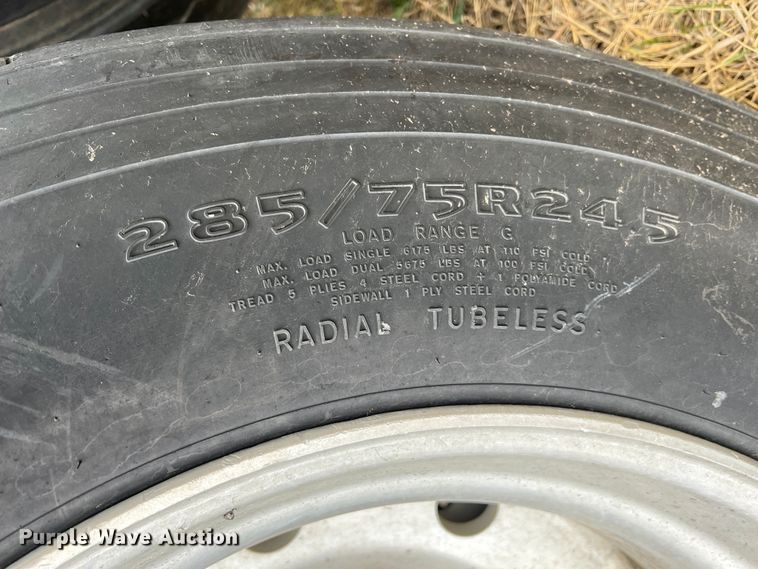 285/75R245
LOAD RANGE G
MAX. LOAD SINGLE 6175 LBS AT 110 PSI COLD
MAX. LOAD DUAL 5675 LBS AT 100 PSI COLD
TREAD 5 PLIES 4 STEEL CORD + 1 POLYAMIDE CORD
SIDEWALL 1 PLY STEEL CORD
RADIAL TUBELESS
Purple Wave Auction